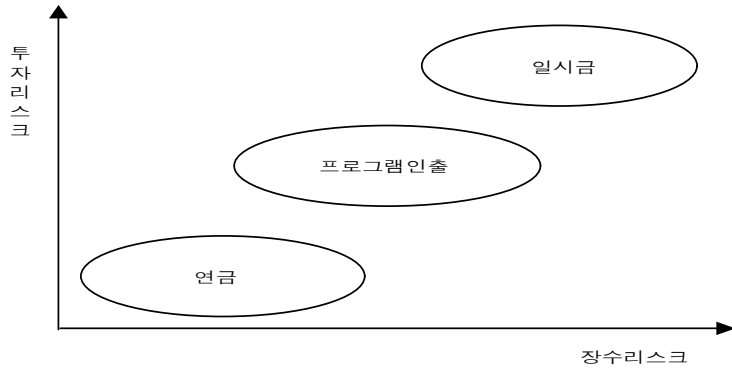 투자리스크
일시금
프로그램인출
연금
장수리스크